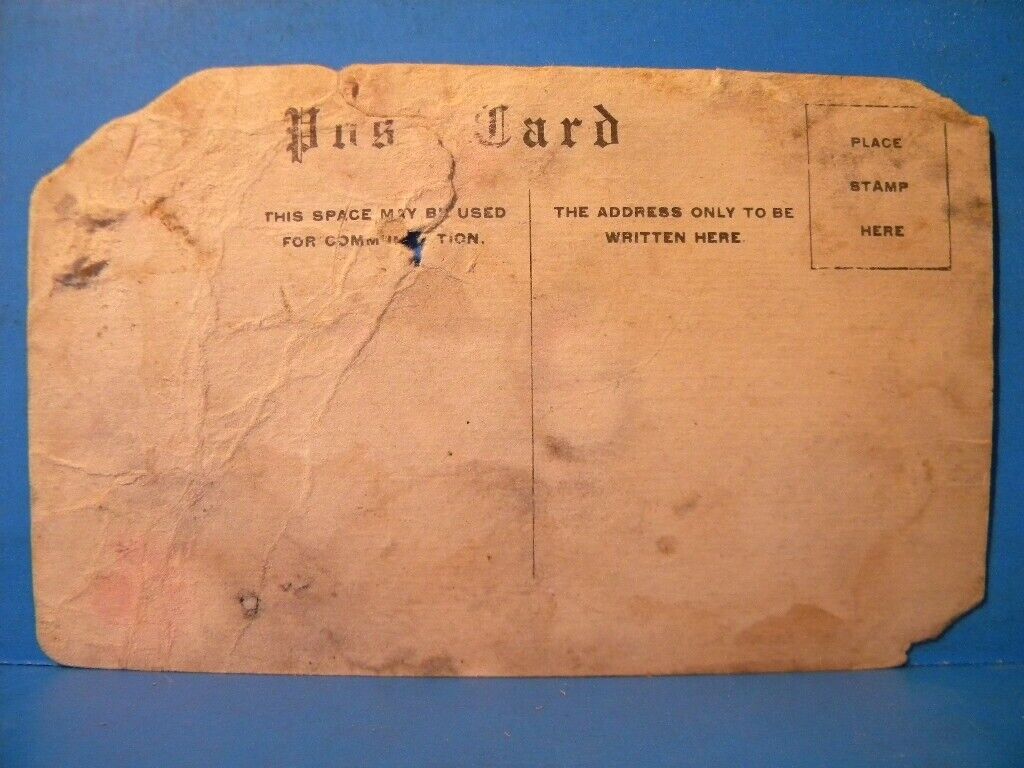 Pos Card
THIS SPACE MAY BE USED
FOR COMMUN TION.
THE ADDRESS ONLY TO BE
WRITTEN HERE.
PLACE
STAMP
HERE